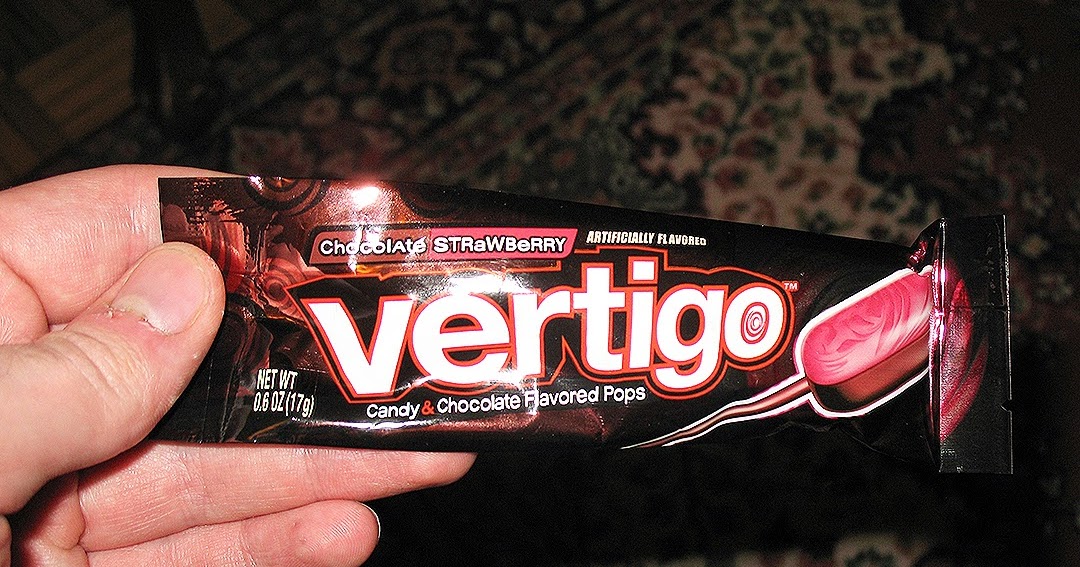 ChocolAte STRaWBeRRY
ARTIFICIALLY FLAVORED
vertigo™
Candy & Chocolate Flavored Pops
NET WT
0.6 OZ (17g)